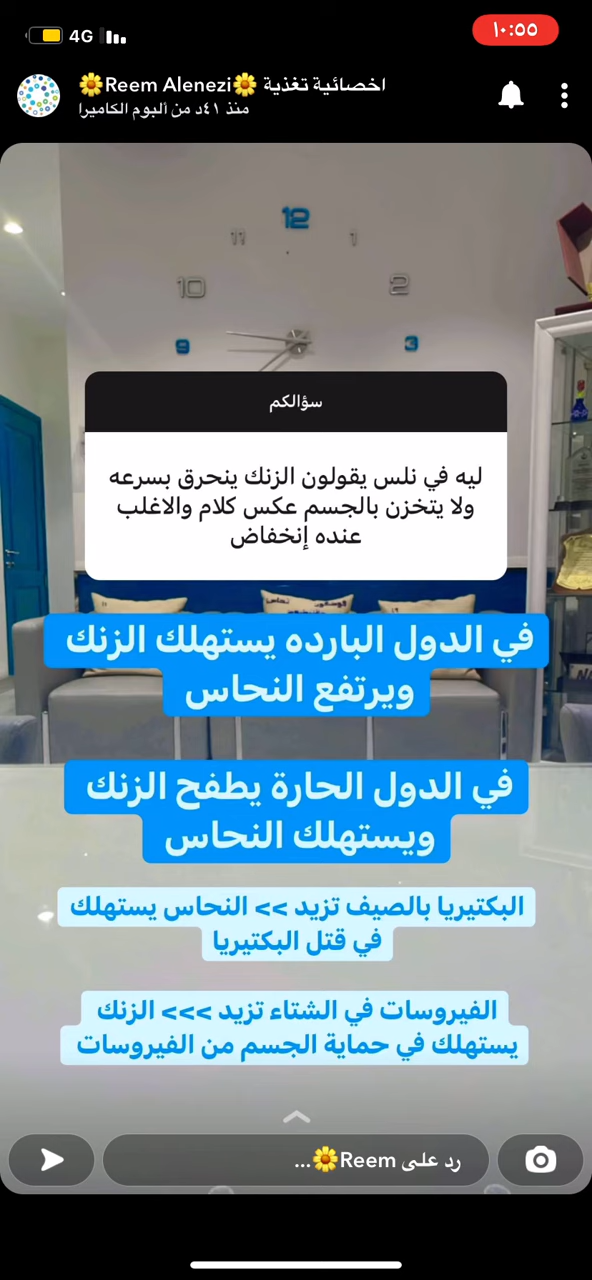 4G
١٠:٥٥
🌼Reem Alenezi🌼 اخصائية تغذية
منذ ٤١د من ألبوم الكاميرا
12
11
1
10
2
9
3
سؤالكم
ليه في نلس يقولون الزنك ينحرق بسرعه
ولا يتخزن بالجسم عكس كلام والاغلب
عنده إنخفاض
في الدول البارده يستهلك الزنك
ويرتفع النحاس
في الدول الحارة يطفح الزنك
ويستهلك النحاس
البكتيريا بالصيف تزيد >> النحاس يستهلك
في قتل البكتيريا
الفيروسات في الشتاء تزيد >>> الزنك
يستهلك في حماية الجسم من الفيروسات
رد على Reem🌼...